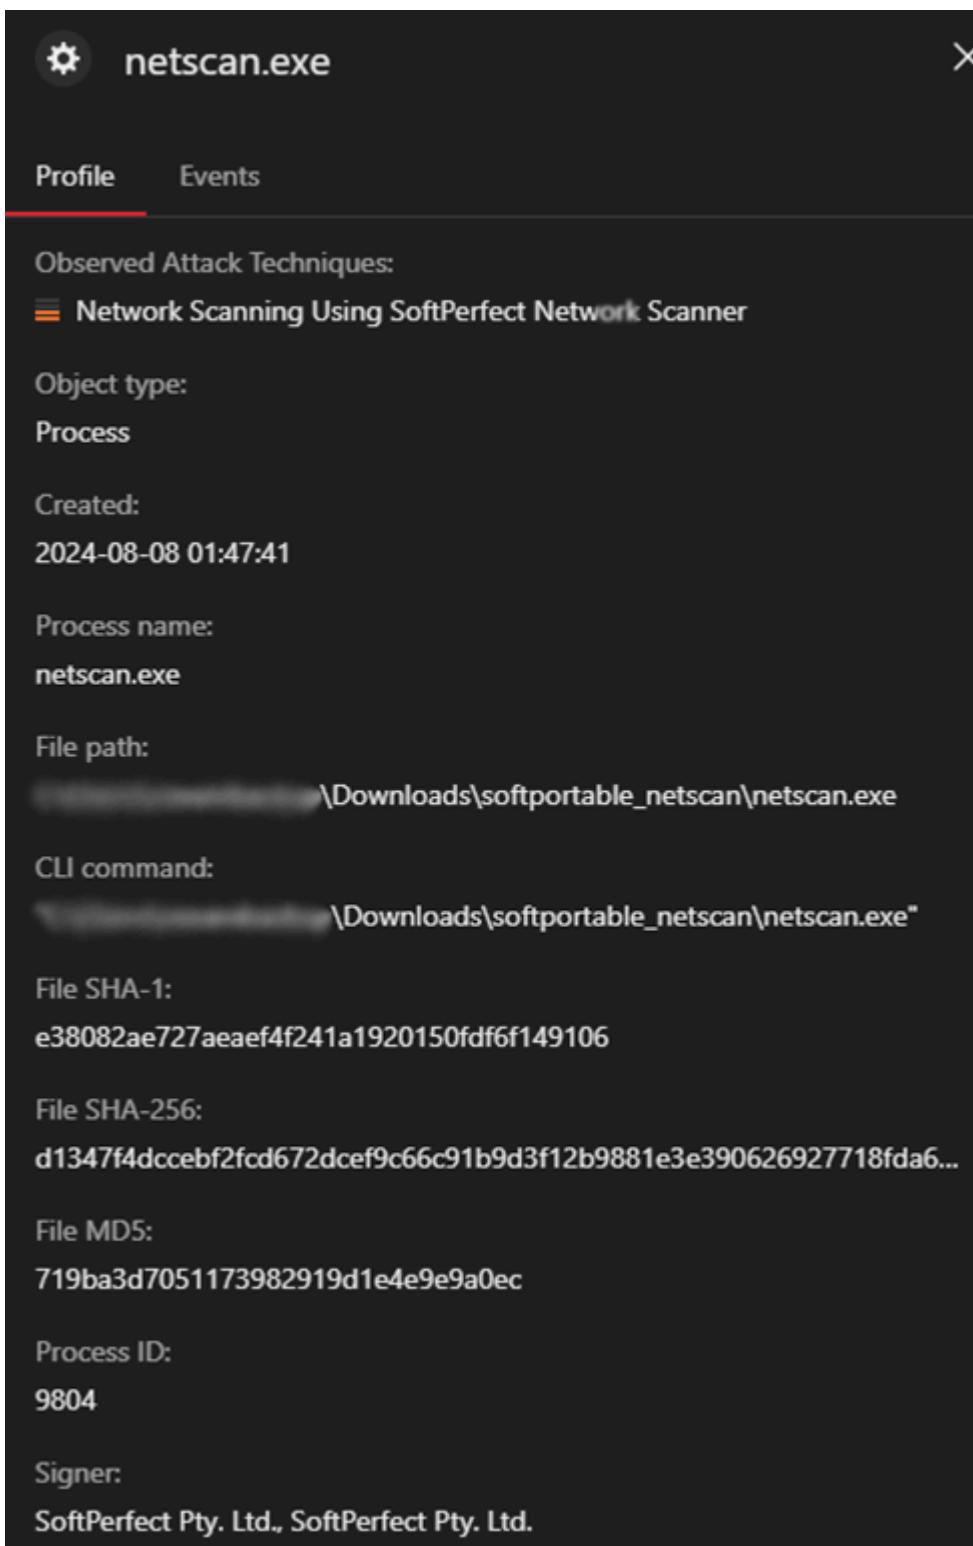 netscan.exe
Profile Events
Observed Attack Techniques:
Network Scanning Using SoftPerfect Network Scanner
Object type:
Process
Created:
2024-08-08 01:47:41
Process name:
netscan.exe
File path:
\Downloads\softportable_netscan\netscan.exe
CLI command:
\Downloads\softportable_netscan\netscan.exe"
File SHA-1:
e38082ae727aeaef4f241a1920150fdf6f149106
File SHA-256:
d1347f4dccebf2fcd672dcef9c66c91b9d3f12b9881e3e390626927718fda6...
File MD5:
719ba3d7051173982919d1e4e9e9a0ec
Process ID:
9804
Signer:
SoftPerfect Pty. Ltd., SoftPerfect Pty. Ltd.